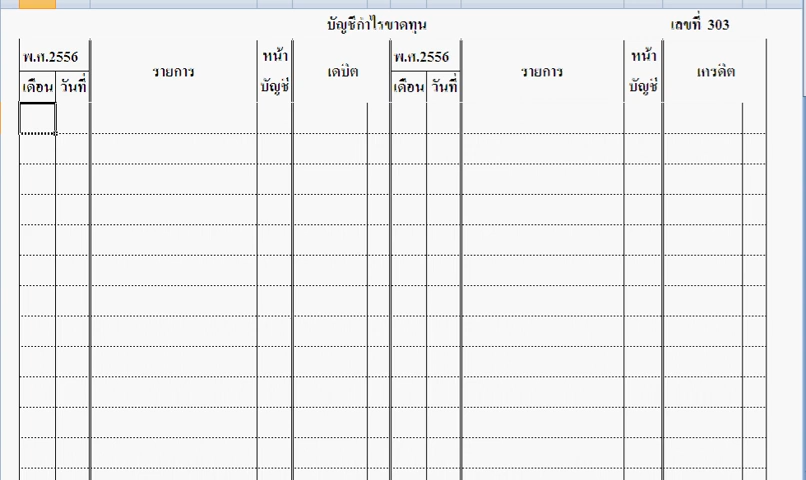 บัญชีกำไรขาดทุน เลขที่ 303
พ.ศ.2556 รายการ หน้า เดบิต พ.ศ.2556 รายการ หน้า เครดิต
เดือน วันที่ บัญชี เดือน วันที่ บัญชี